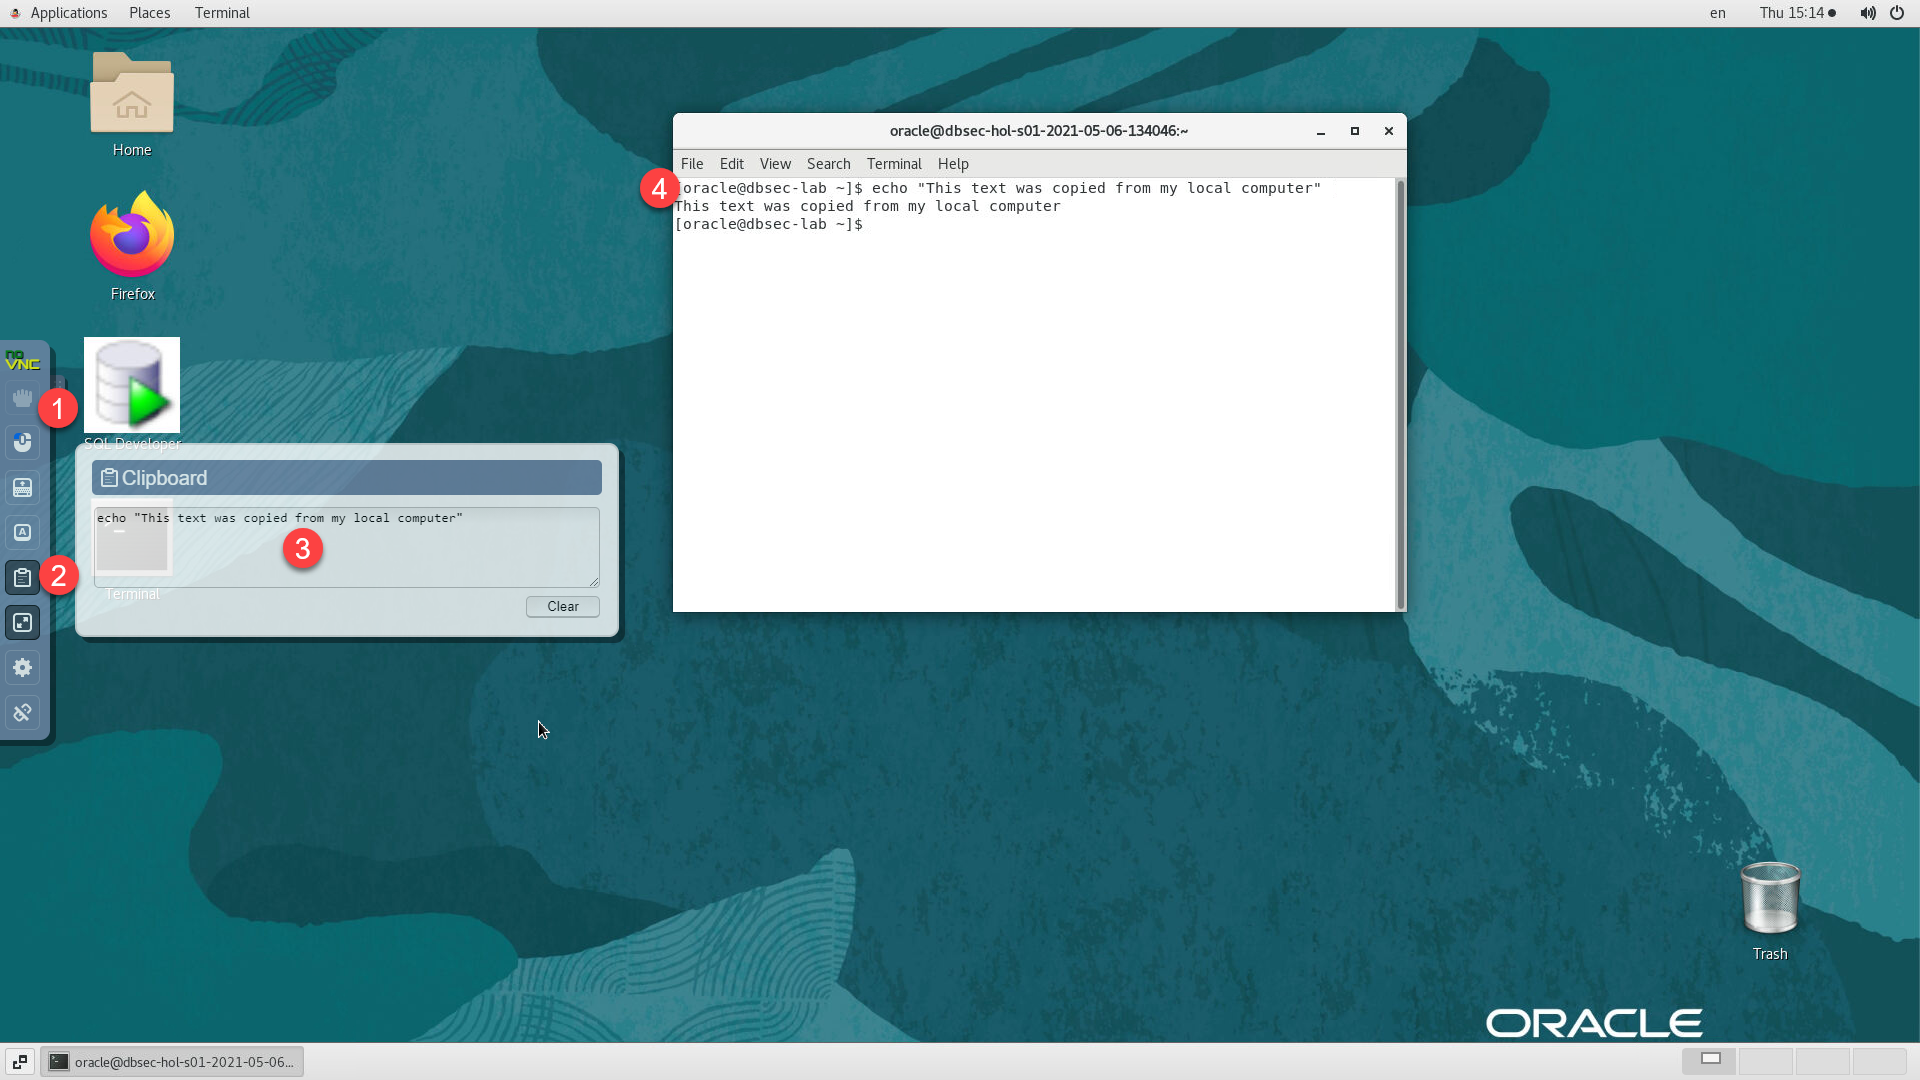 Applications Places Terminal en Thu 15:14
Home
Firefox
SQL Developer
Terminal
no
VNC
A
1
2
Clipboard
echo "This text was copied from my local computer"
3
Clear
oracle@dbsec-hol-s01-2021-05-06-134046:~
File Edit View Search Terminal Help
4
[oracle@dbsec-lab ~]$ echo "This text was copied from my local computer"
This text was copied from my local computer
[oracle@dbsec-lab ~]$
Trash
ORACLE
oracle@dbsec-hol-s01-2021-05-06...